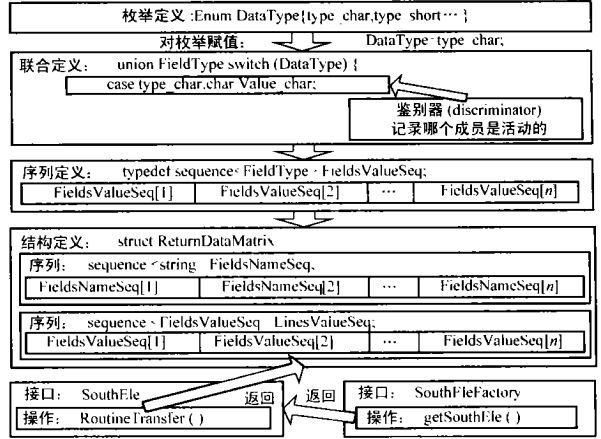 枚举定义 :Enum DataType{type_char,type_short… }
对枚举赋值： DataType type_char;
联合定义： union FieldType switch (DataType) {
case type_char:char Value_char;
鉴别器 (discriminator)
记录哪个成员是活动的
序列定义： typedef sequence< FieldType > FieldsValueSeq;
FieldsValueSeq[1] FieldsValueSeq[2] … FieldsValueSeq[n]
结构定义： struct ReturnDataMatrix
序列： sequence <string> FieldsNameSeq;
FieldsNameSeq[1] FieldsNameSeq[2] … FieldsNameSeq[n]
序列： sequence < FieldsValueSeq LinesValueSeq;
FieldsValueSeq[1] FieldsValueSeq[2] … FieldsValueSeq[n]
接口： SouthEle 返回 返回 接口： SouthEleFactory
操作： RoutineTransfer ( ) 操作： getSouthEle ( )